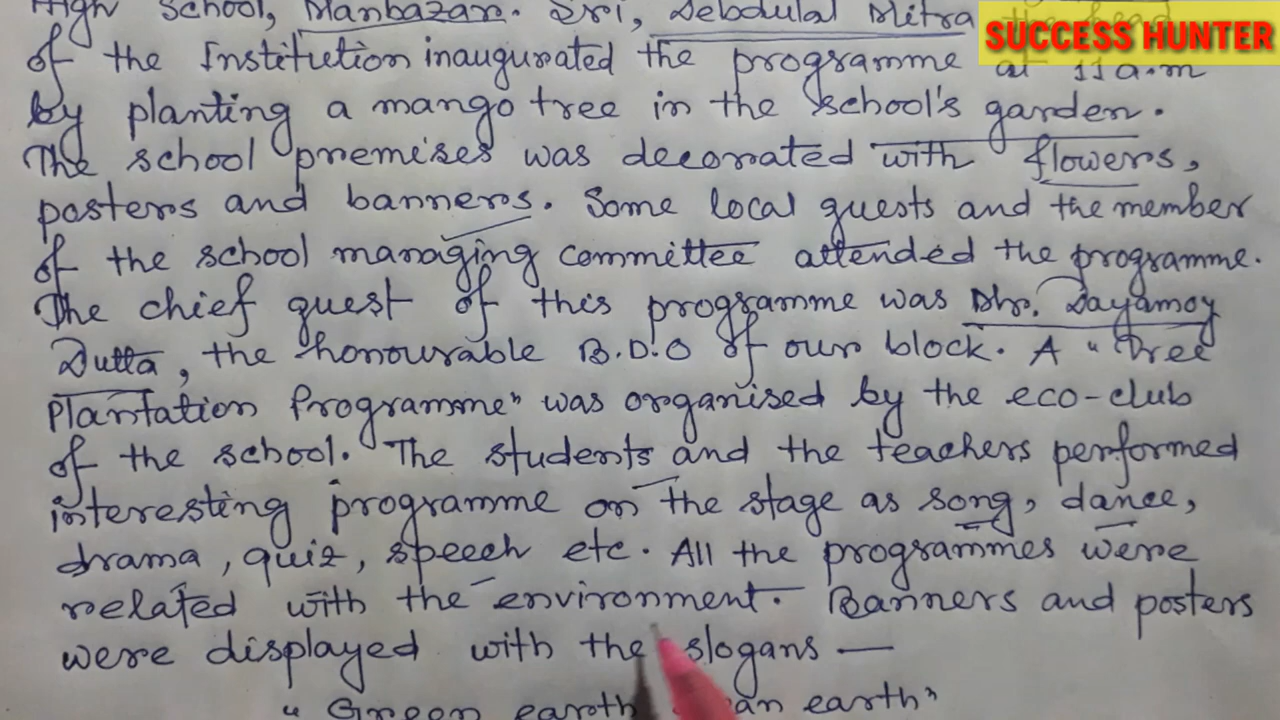 High School, Manbazar. Sri, Debdulal Mitra the head
SUCCESS HUNTER
of the Institution inaugurated the programme at 11 a.m
by planting a mango tree in the school's garden.
The school premises was decorated with flowers,
posters and banners. Some local guests and the member
of the school managing committee attended the programme.
The chief guest of this programme was Shr. Dayamoy
Dutta, the honourable B.D.O of our block. A "Tree
Plantation Programme" was organised by the eco-club
of the school. The students and the teachers performed
interesting programme on the stage as song, dance,
drama, quiz, speech etc. All the programmes were
related with the environment. Banners and posters
were displayed with the slogans —
"Green earth earth"